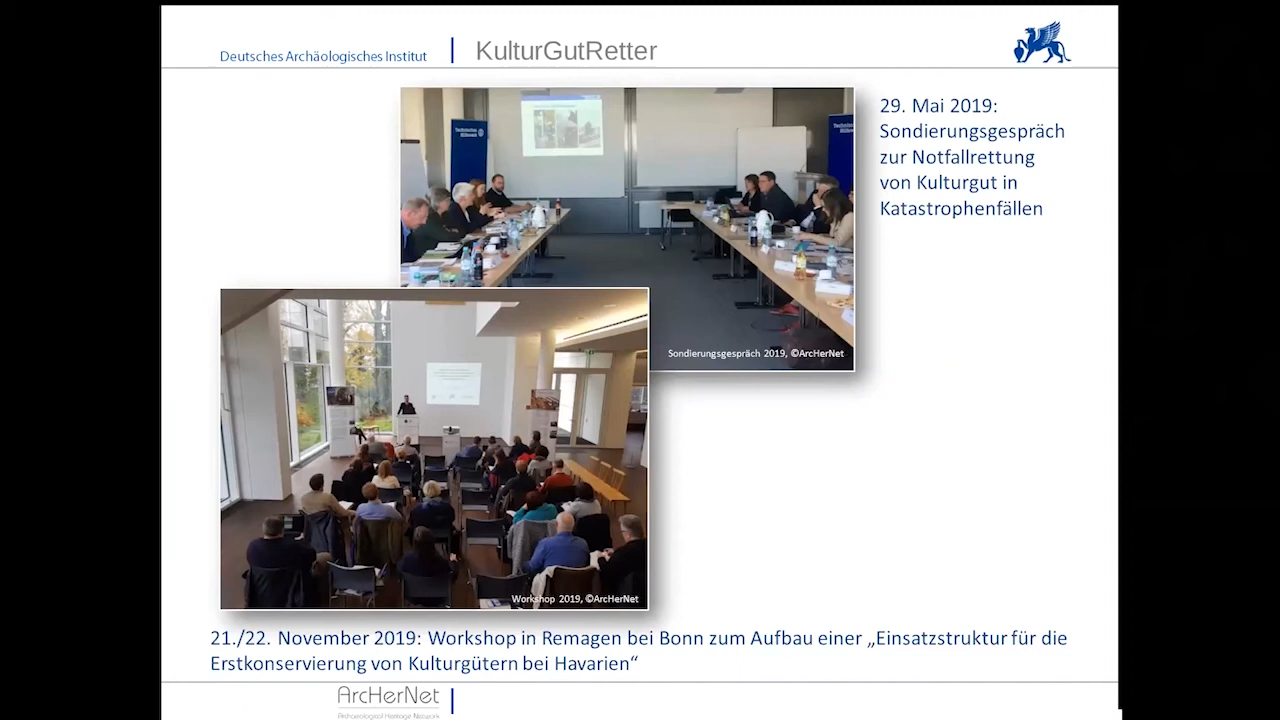 Deutsches Archäologisches Institut
KulturGutRetter
Technisches
Hilfswerk
29. Mai 2019:
Sondierungsgespräch
zur Notfallrettung
von Kulturgut in
Katastrophenfällen
Sondierungsgespräch 2019, ©ArcHerNet
Workshop 2019, ©ArcHerNet
21./22. November 2019: Workshop in Remagen bei Bonn zum Aufbau einer „Einsatzstruktur für die
Erstkonservierung von Kulturgütern bei Havarien“
ArcHerNet
Archaeological Heritage Network